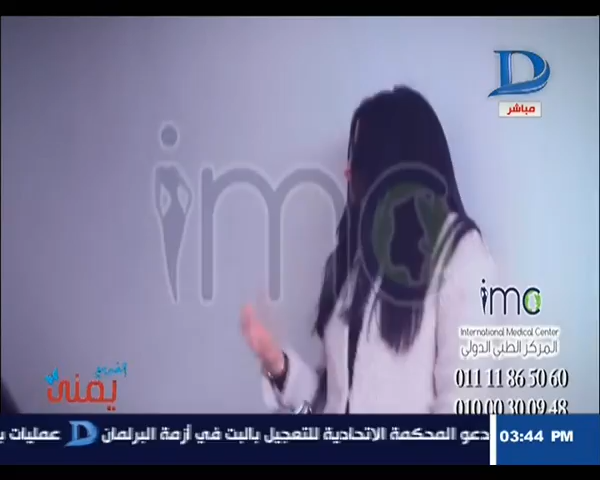 D
مباشر
imc
imc
International Medical Center
المركز الطبي الدولي
011 11 86 50 60
010 00 30 09 48
يمنى
دعو المحكمة الاتحادية للتعجيل بالبت في أزمة البرلمان D عمليات
03:44 PM